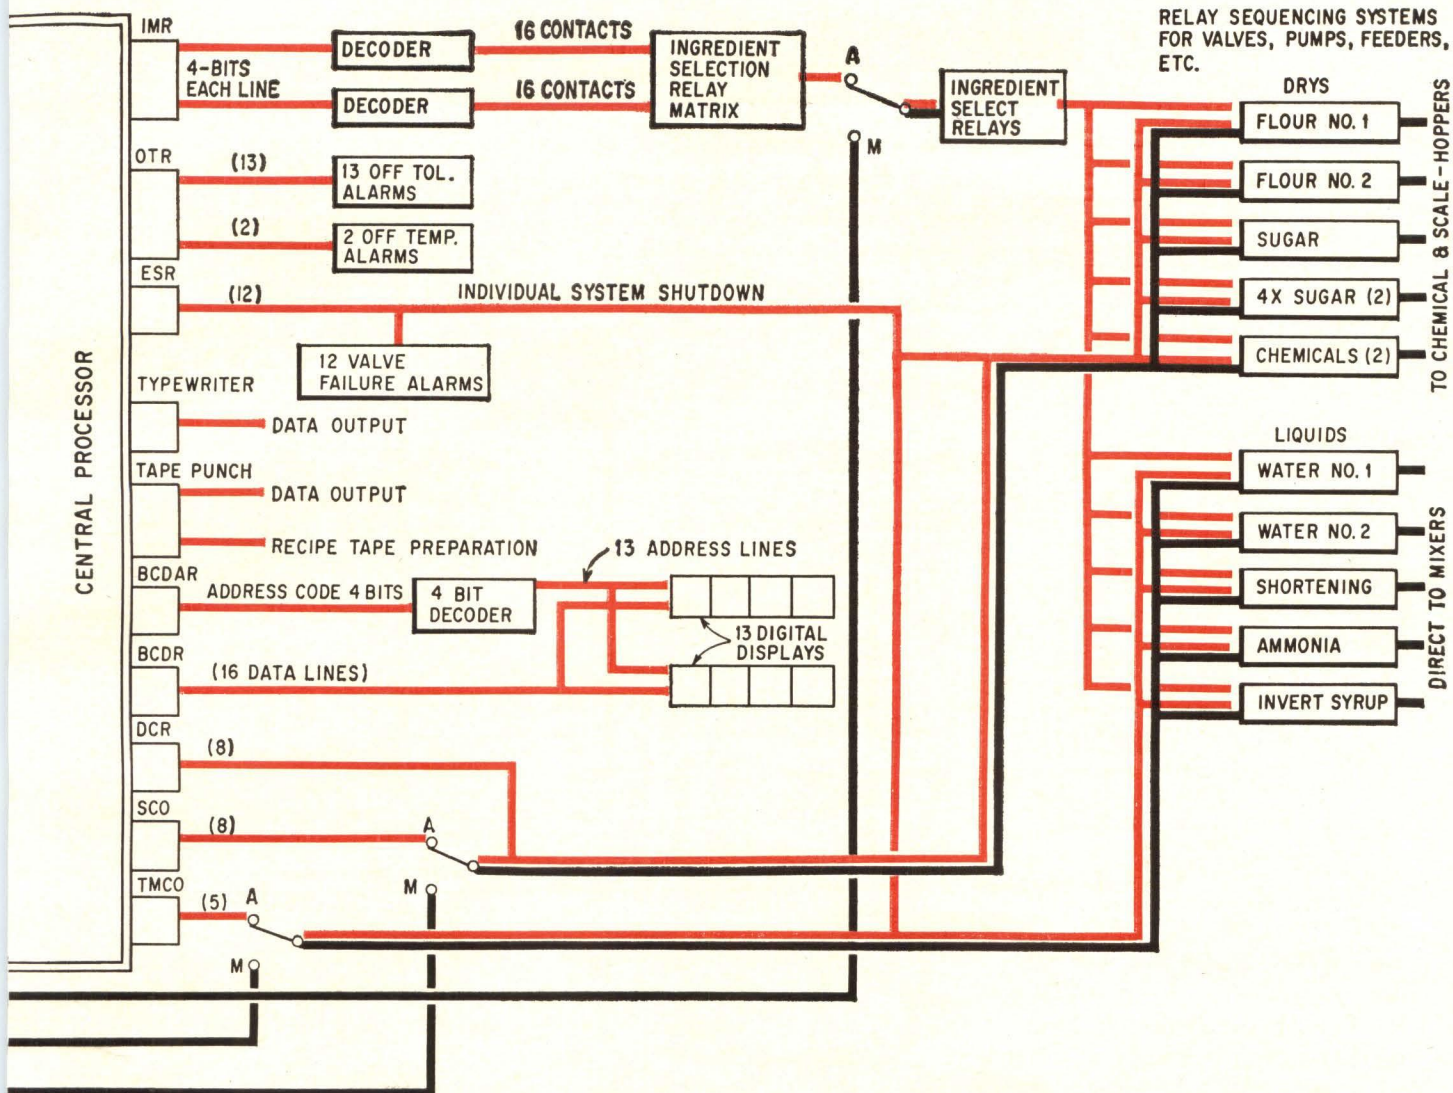 RELAY SEQUENCING SYSTEMS
FOR VALVES, PUMPS, FEEDERS,
ETC.
CENTRAL PROCESSOR
IMR
4-BITS
EACH LINE
DECODER
DECODER
16 CONTACTS
16 CONTACTS
INGREDIENT
SELECTION
RELAY
MATRIX
A
M
INGREDIENT
SELECT
RELAYS
OTR
(13)
13 OFF TOL.
ALARMS
(2)
2 OFF TEMP.
ALARMS
ESR
(12)
INDIVIDUAL SYSTEM SHUTDOWN
12 VALVE
FAILURE ALARMS
TYPEWRITER
DATA OUTPUT
TAPE PUNCH
DATA OUTPUT
RECIPE TAPE PREPARATION
BCDAR
ADDRESS CODE 4 BITS
4 BIT
DECODER
13 ADDRESS LINES
13 DIGITAL
DISPLAYS
BCDR
(16 DATA LINES)
DCR
(8)
SCO
(8)
A
M
TMCO
(5)
A
M
DRYS
FLOUR NO. 1
FLOUR NO. 2
SUGAR
4X SUGAR (2)
CHEMICALS (2)
TO CHEMICAL & SCALE-HOPPERS
LIQUIDS
WATER NO. 1
WATER NO. 2
SHORTENING
AMMONIA
INVERT SYRUP
DIRECT TO MIXERS